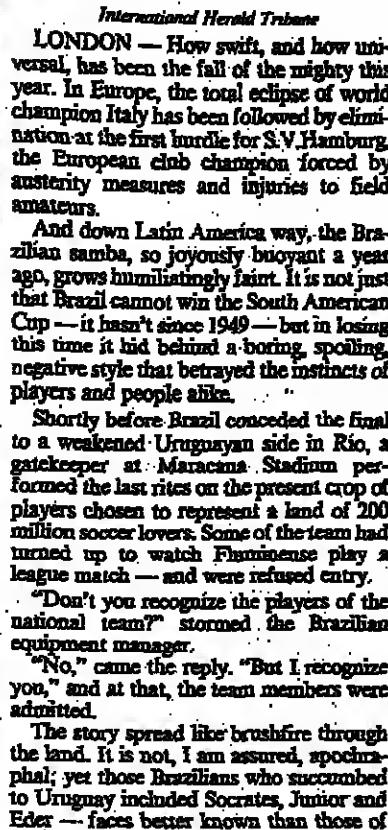 International Herald Tribune
LONDON — How swift, and how uni-
versal, has been the fall of the mighty this
year. In Europe, the total eclipse of world
champion Italy has been followed by elimi-
nation at the first hurdle for S.V.Hamburg,
the European club champion forced by
austerity measures and injuries to field
amateurs.
And down Latin America way, the Bra-
zilian samba, so joyously buoyant a year
ago, grows humiliatingly faint. It is not just
that Brazil cannot win the South American
Cup — it hasn't since 1949 — but in losing
this time it hid behind a boring, spoiling,
negative style that betrayed the instincts of
players and people alike.
Shortly before Brazil conceded the final
to a weakened Uruguayan side in Rio, a
gatekeeper at Maracana Stadium per-
formed the last rites on the present crop of
players chosen to represent a land of 200
million soccer lovers. Some of the team had
turned up to watch Fluminense play a
league match — and were refused entry.
"Don't you recognize the players of the
national team?" stormed the Brazilian
equipment manager.
"No," came the reply. "But I recognize
you," and at that, the team members were
admitted.
The story spread like brushfire through
the land. It is not, I am assured, apochra-
phal; yet those Brazilians who succumbed
to Uruguay included Socrates, Junior and
Eder — faces better known than those of